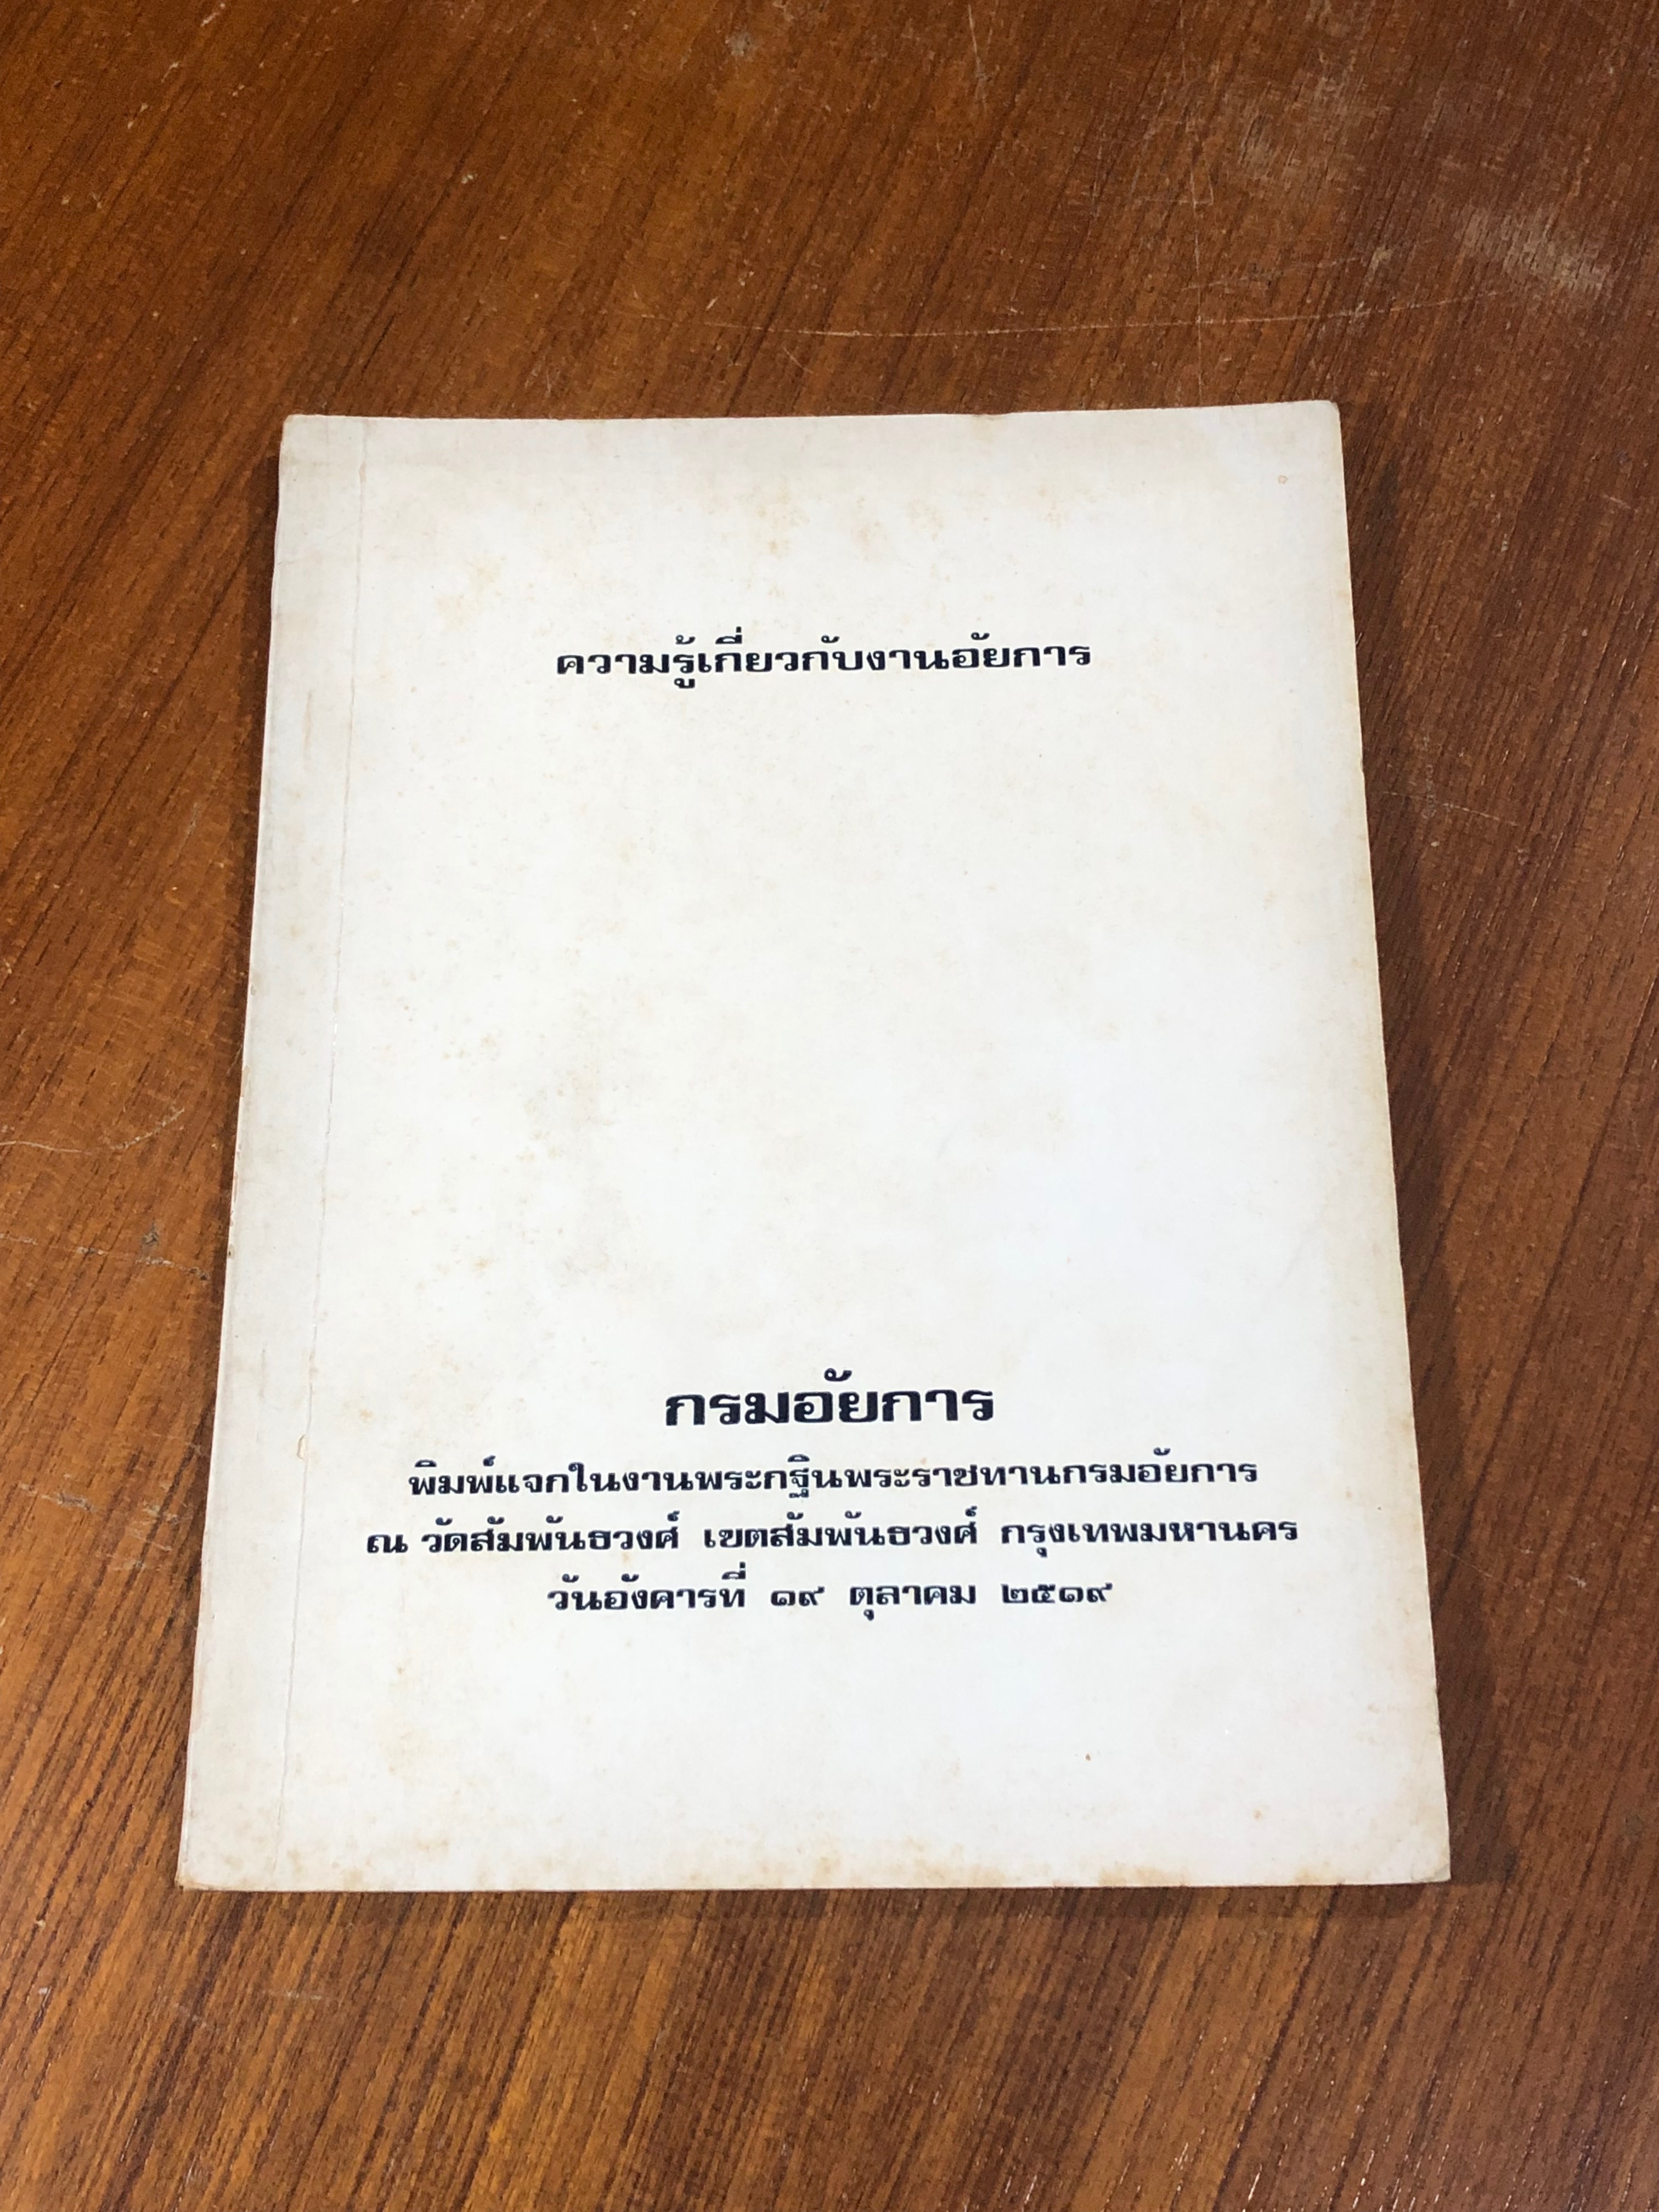 ความรู้เกี่ยวกับงานอัยการ
กรมอัยการ
พิมพ์แจกในงานพระกฐินพระราชทานกรมอัยการ
ณ วัดสัมพันธวงศ์ เขตสัมพันธวงศ์ กรุงเทพมหานคร
วันอังคารที่ ๑๙ ตุลาคม ๒๕๑๙